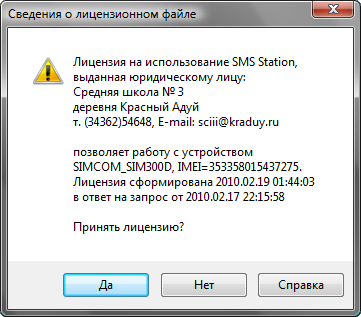 Сведения о лицензионном файле
Лицензия на использование SMS Station,
выданная юридическому лицу:
Средняя школа № 3
деревня Красный Адуй
т. (34362)54648, E-mail: sciii@kraduy.ru
позволяет работу с устройством
SIMCOM_SIM300D, IMEI=353358015437275.
Лицензия сформирована 2010.02.19 01:44:03
в ответ на запрос от 2010.02.17 22:15:58
Принять лицензию?
Да
Нет
Справка